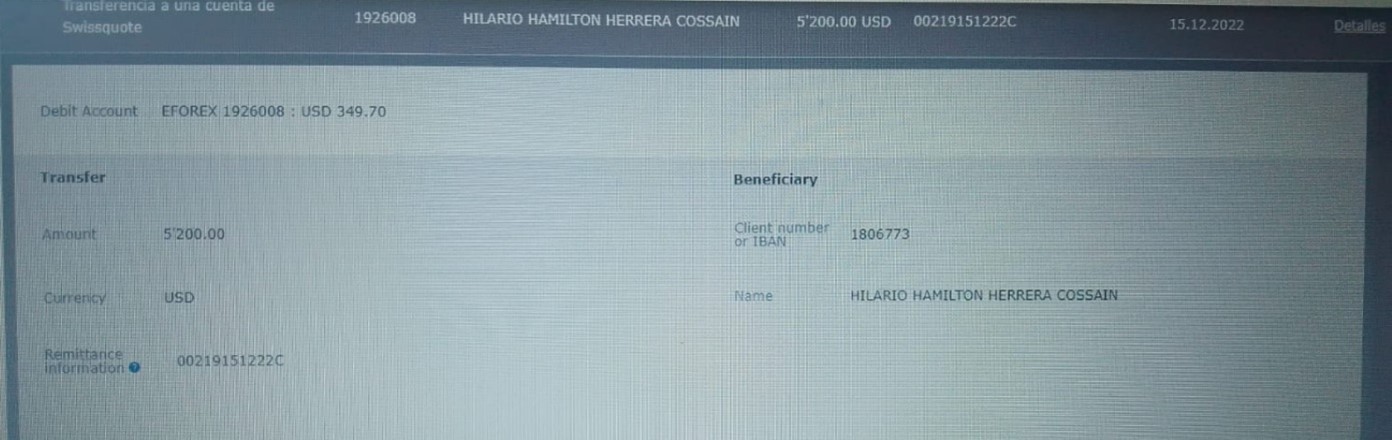 Transferencia a una cuenta de
Swissquote
1926008 HILARIO HAMILTON HERRERA COSSAIN 5'200.00 USD 00219151222C 15.12.2022 Detalles
Debit Account EFOREX 1926008 : USD 349.70
Transfer
Beneficiary
Amount 5'200.00
Client number
or IBAN 1806773
Currency USD
Name HILARIO HAMILTON HERRERA COSSAIN
Remittance
information 00219151222C